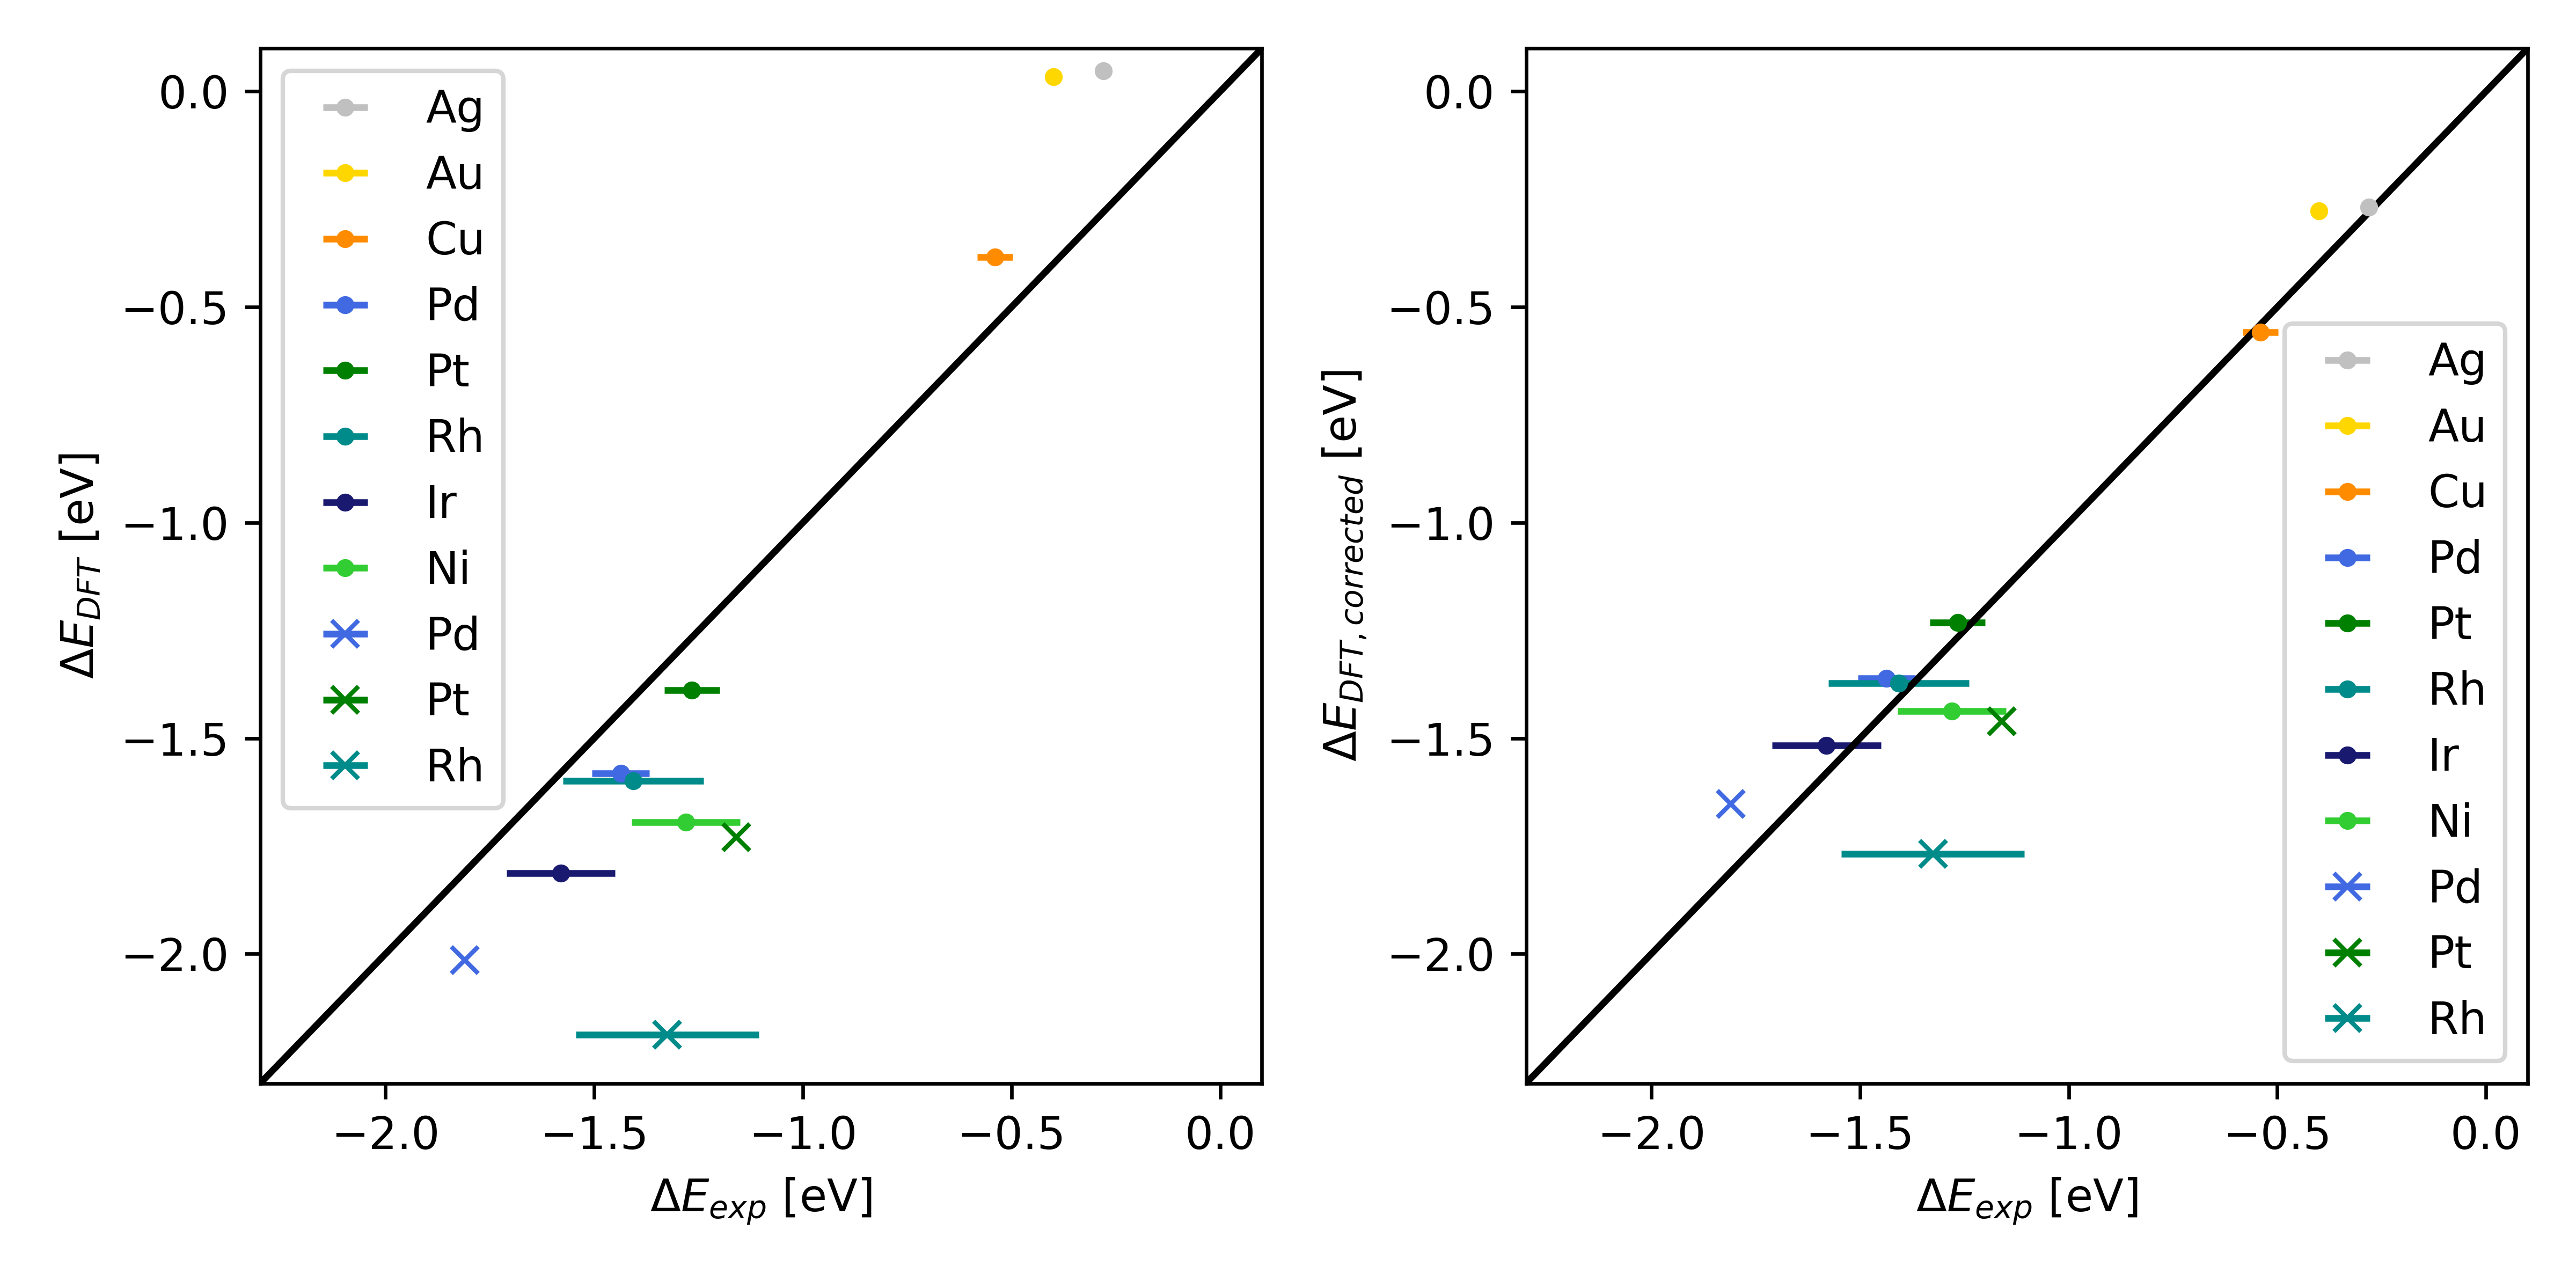 0.0
−0.5
−1.0
−1.5
−2.0
ΔE_DFT [eV]
Ag
Au
Cu
Pd
Pt
Rh
Ir
Ni
Pd
Pt
Rh
−2.0 −1.5 −1.0 −0.5 0.0
ΔE_exp [eV]
0.0
−0.5
−1.0
−1.5
−2.0
ΔE_DFT, corrected [eV]
Ag
Au
Cu
Pd
Pt
Rh
Ir
Ni
Pd
Pt
Rh
−2.0 −1.5 −1.0 −0.5 0.0
ΔE_exp [eV]